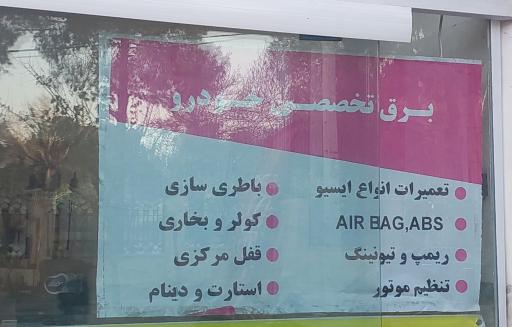 برق تخصصی خودرو
تعمیرات انواع ایسیو
AIR BAG,ABS
ریمپ و تیونینگ
تنظیم موتور
باطری سازی
کولر و بخاری
قفل مرکزی
استارت و دینام